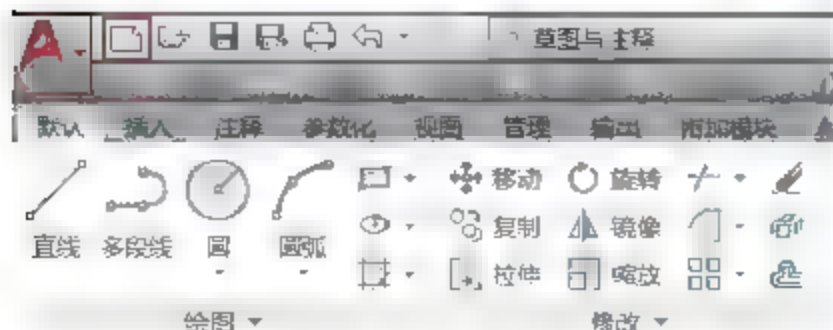 草图与注释
默认 插入 注释 参数化 视图 管理 输出 附加模块
移动 旋转
复制 镜像
直线 多段线 圆 圆弧
拉伸 缩放
绘图 修改